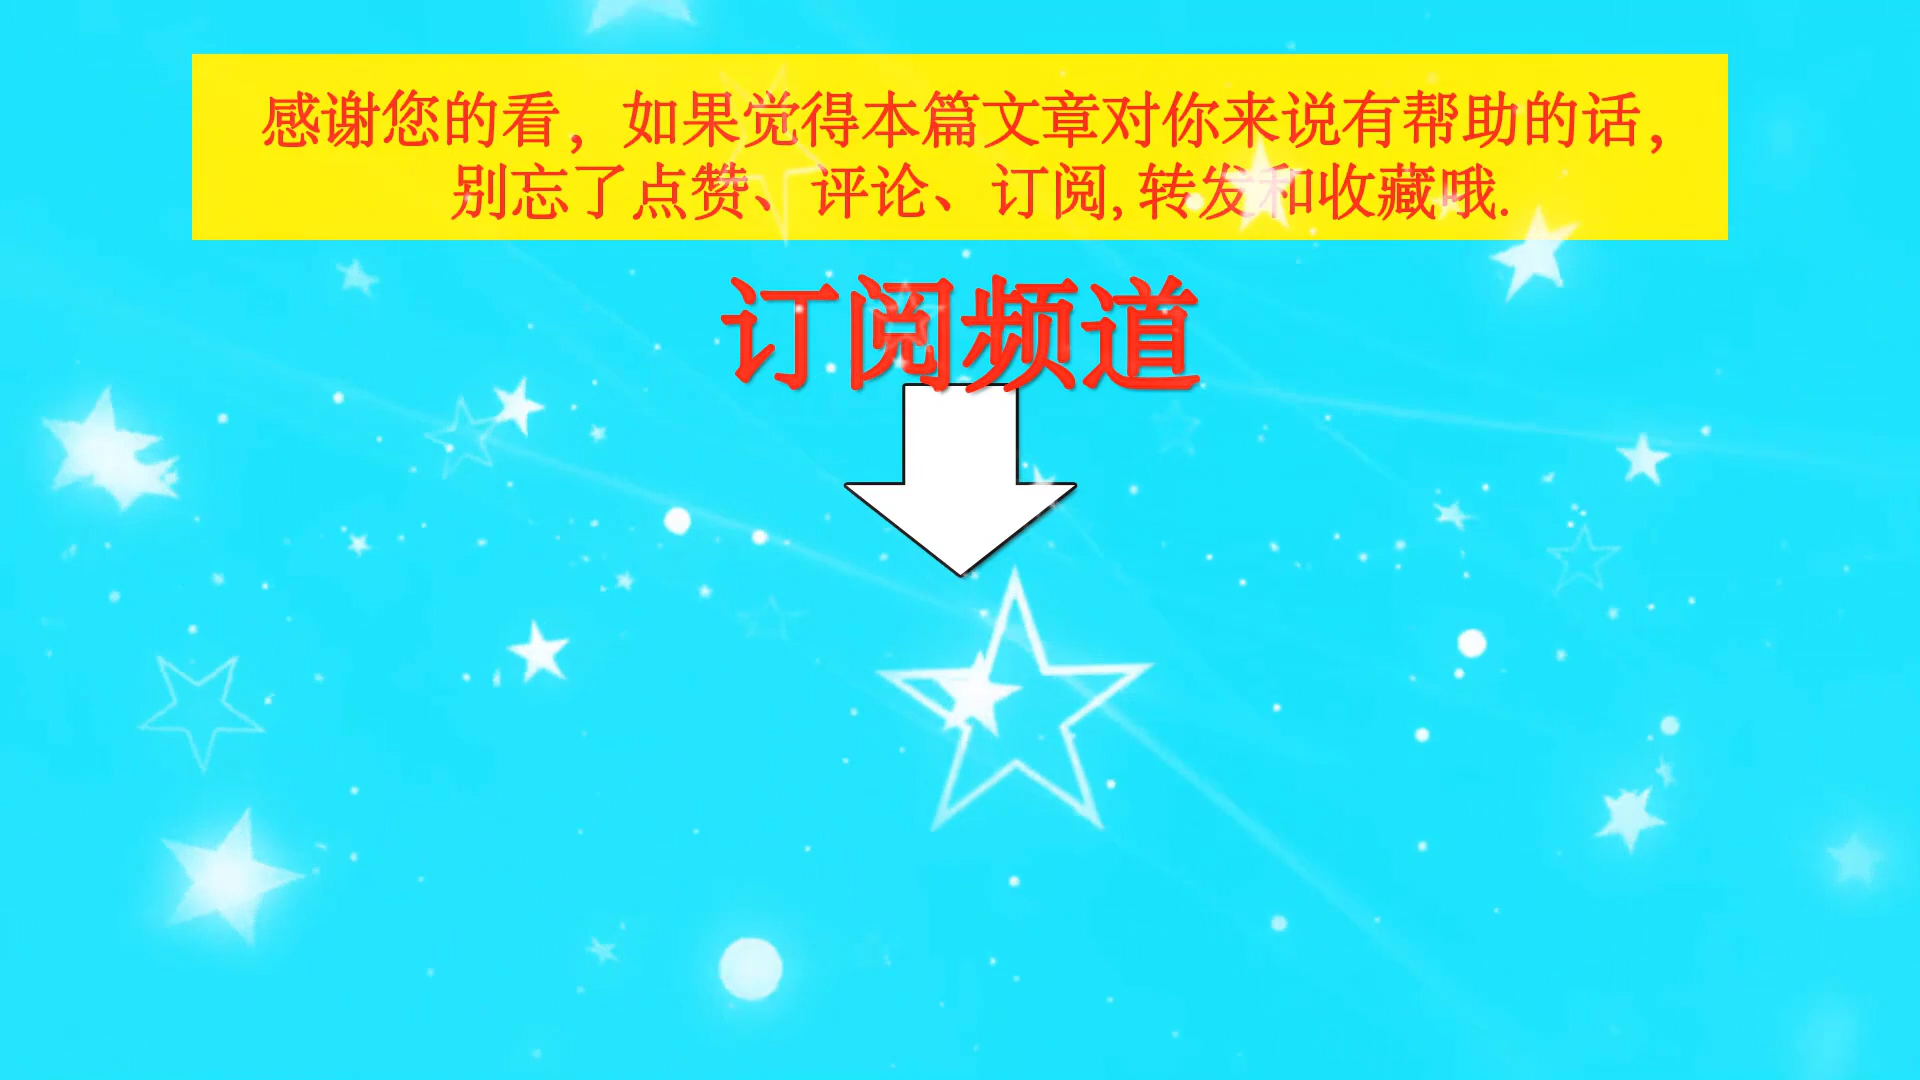 感谢您的看，如果觉得本篇文章对你来说有帮助的话，
别忘了点赞、评论、订阅,转发和收藏哦.
订阅频道